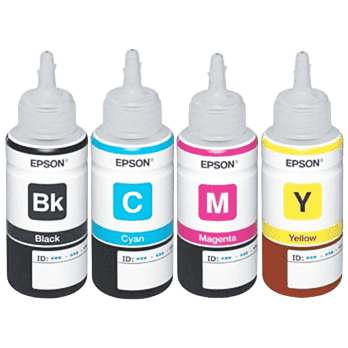 EPSON®
Bk
Black
ID: *** - ***
EPSON®
C
Cyan
ID: *** - ***
EPSON®
M
Magenta
ID: *** - ***
EPSON®
Y
Yellow
ID: *** - ***